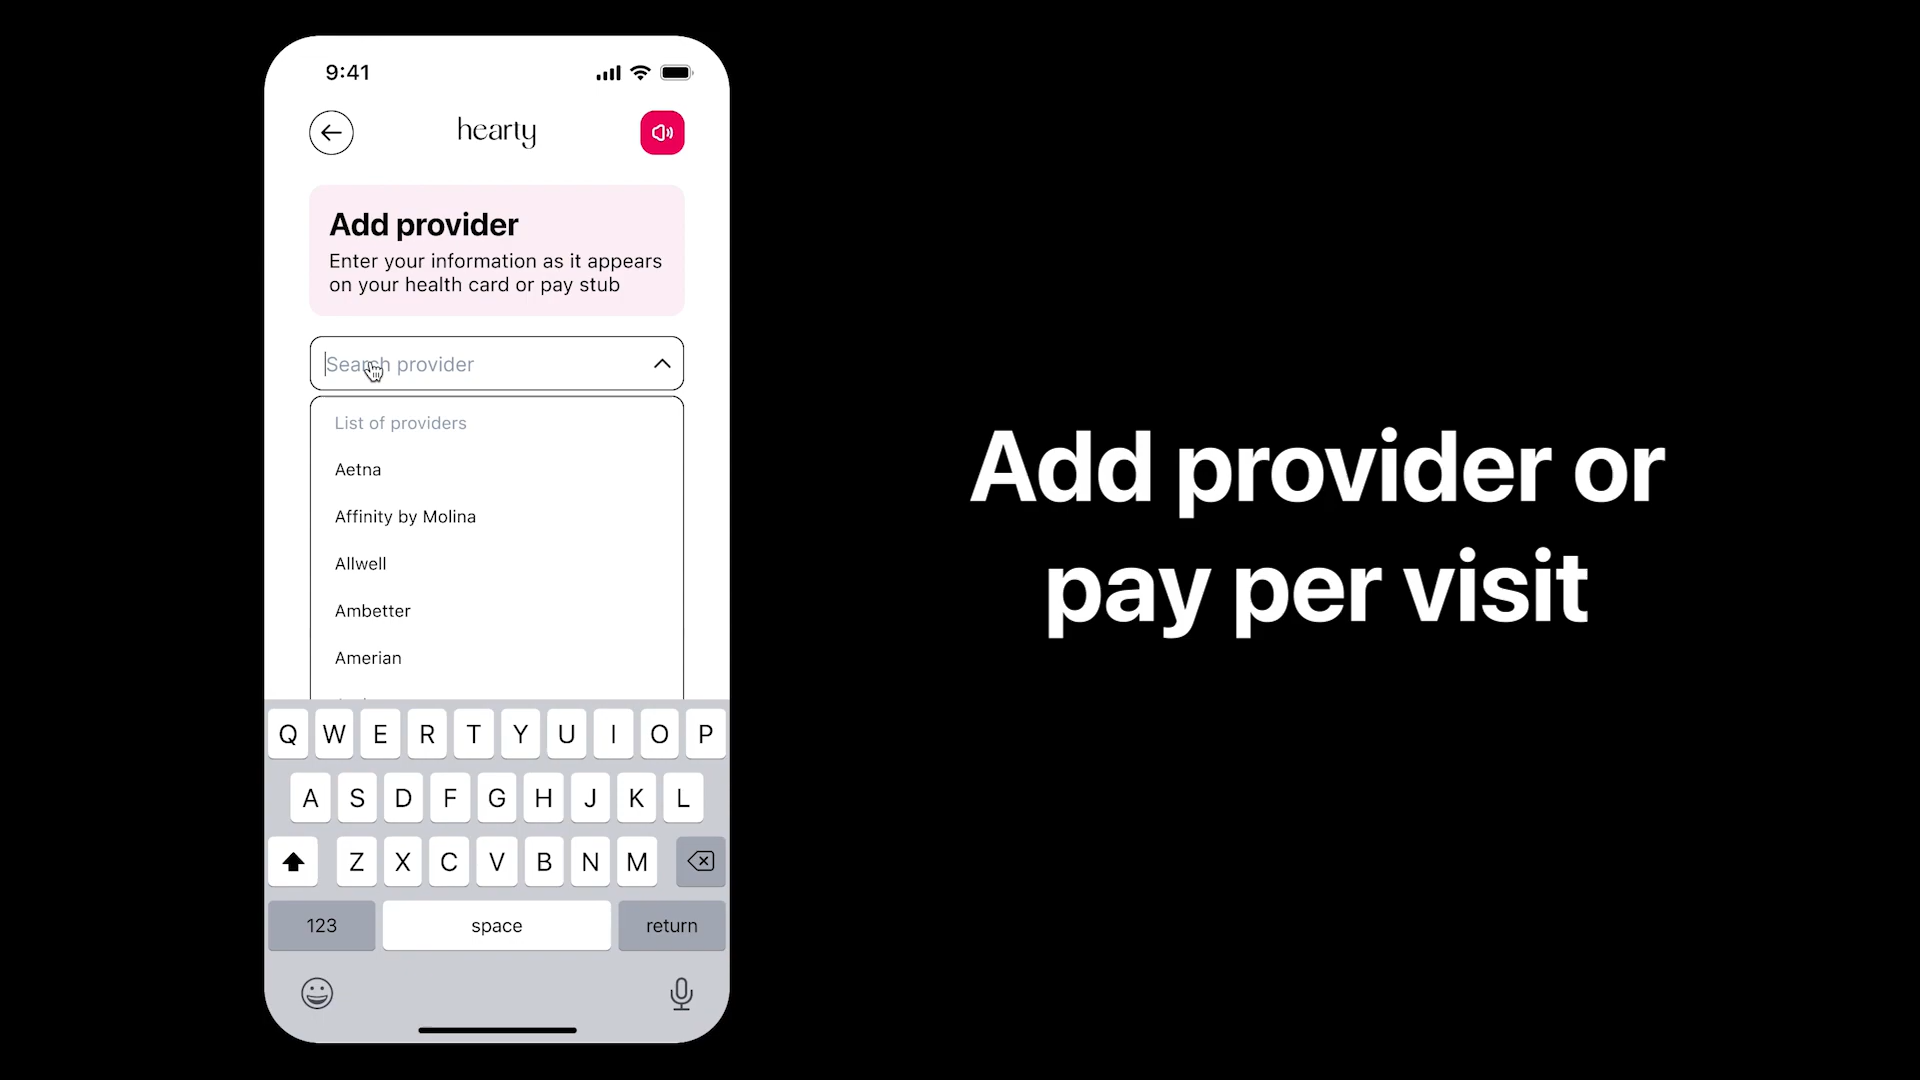 9:41
hearty
Add provider
Enter your information as it appears
on your health card or pay stub
Search provider
List of providers
Aetna
Affinity by Molina
Allwell
Ambetter
Amerian
Q W E R T Y U I O P
A S D F G H J K L
Z X C V B N M
123 space return
Add provider or
pay per visit